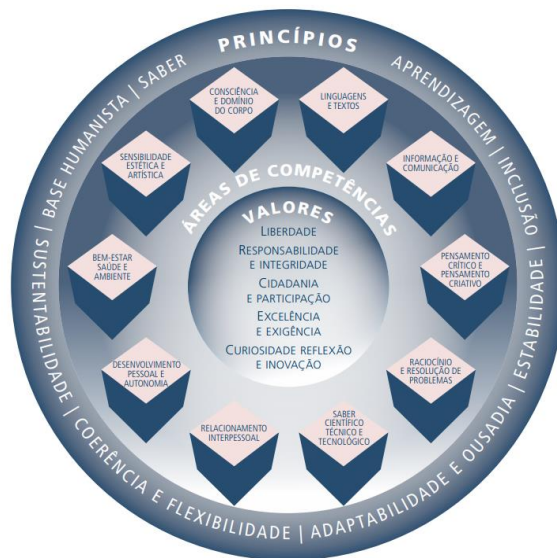 PRINCÍPIOS
BASE HUMANISTA | SABER
APRENDIZAGEM | INCLUSÃO |
ESTABILIDADE |
ADAPTABILIDADE E OUSADIA |
COERÊNCIA E FLEXIBILIDADE |
SUSTENTABILIDADE |
ÁREAS DE COMPETÊNCIAS
CONSCIÊNCIA
E DOMÍNIO
DO CORPO
LINGUAGENS
E TEXTOS
INFORMAÇÃO E
COMUNICAÇÃO
PENSAMENTO
CRÍTICO E
PENSAMENTO
CRIATIVO
RACIOCÍNIO
E RESOLUÇÃO DE
PROBLEMAS
SABER
CIENTÍFICO
TÉCNICO E
TECNOLÓGICO
RELACIONAMENTO
INTERPESSOAL
DESENVOLVIMENTO
PESSOAL E
AUTONOMIA
BEM-ESTAR
SAÚDE E
AMBIENTE
SENSIBILIDADE
ESTÉTICA E
ARTÍSTICA
VALORES
LIBERDADE
RESPONSABILIDADE
E INTEGRIDADE
CIDADANIA
E PARTICIPAÇÃO
EXCELÊNCIA
E EXIGÊNCIA
CURIOSIDADE REFLEXÃO
E INOVAÇÃO